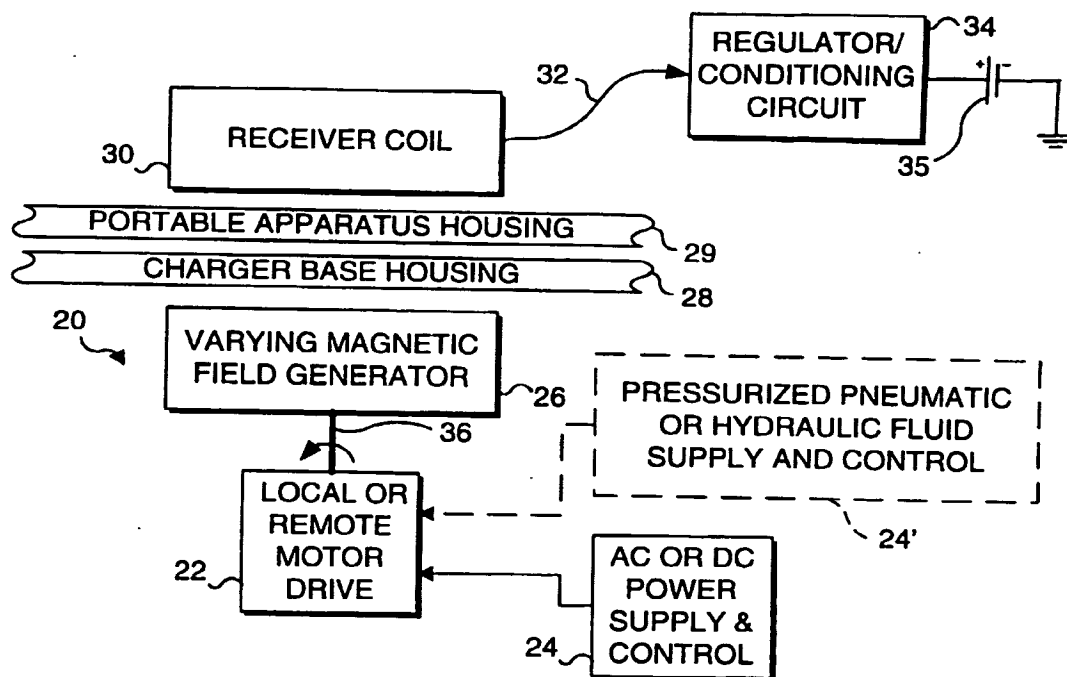 34
REGULATOR/
CONDITIONING
CIRCUIT
+ -
35
32
RECEIVER COIL
30
PORTABLE APPARATUS HOUSING
29
CHARGER BASE HOUSING
28
20
VARYING MAGNETIC
FIELD GENERATOR
26
36
PRESSURIZED PNEUMATIC
OR HYDRAULIC FLUID
SUPPLY AND CONTROL
24'
LOCAL OR
REMOTE
MOTOR
DRIVE
22
AC OR DC
POWER
SUPPLY &
CONTROL
24